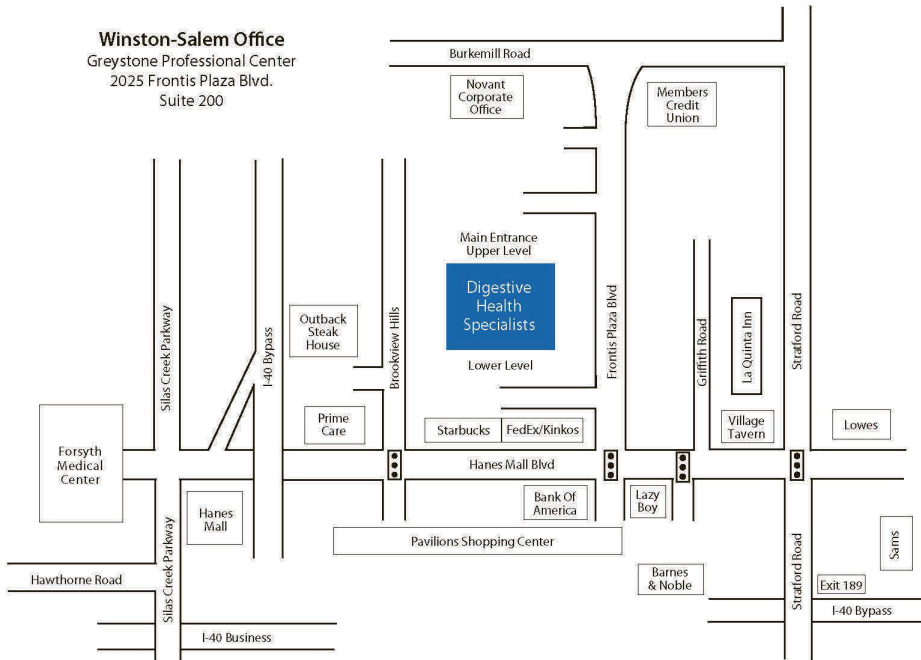 Winston-Salem Office
Greystone Professional Center
2025 Frontis Plaza Blvd.
Suite 200
Burkemill Road
Novant
Corporate
Office
Members
Credit
Union
Main Entrance
Upper Level
Digestive
Health
Specialists
Lower Level
Silas Creek Parkway
I-40 Bypass
Outback
Steak
House
Brookview Hills
Frontis Plaza Blvd
Griffith Road
La Quinta Inn
Stratford Road
Prime
Care
Starbucks
FedEx/Kinkos
Village
Tavern
Lowes
Forsyth
Medical
Center
Hanes Mall Blvd
Hanes
Mall
Bank Of
America
Lazy
Boy
Pavilions Shopping Center
Sams
Silas Creek Parkway
Hawthorne Road
Barnes
& Noble
Stratford Road
Exit 189
I-40 Bypass
I-40 Business